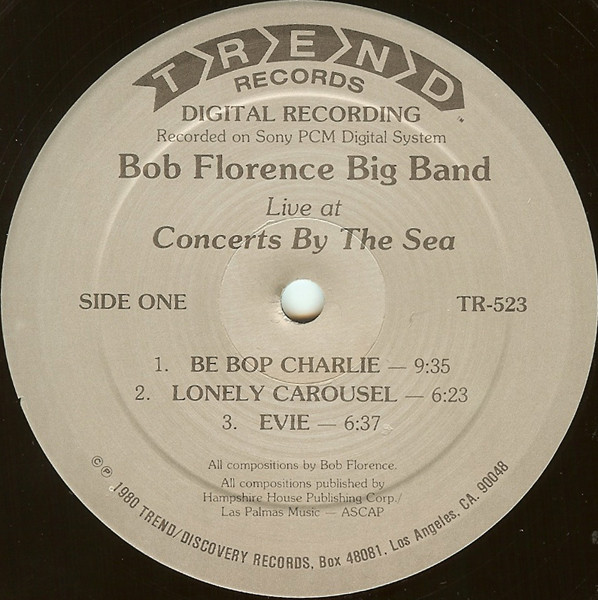 TREND
RECORDS
DIGITAL RECORDING
Recorded on Sony PCM Digital System
Bob Florence Big Band
Live at
Concerts By The Sea
SIDE ONE
TR-523
1. BE BOP CHARLIE — 9:35
2. LONELY CAROUSEL — 6:23
3. EVIE — 6:37
All compositions by Bob Florence.
All compositions published by
Hampshire House Publishing Corp./
Las Palmas Music — ASCAP
© ℗ 1980 TREND/DISCOVERY RECORDS, Box 48081, Los Angeles, CA. 90048